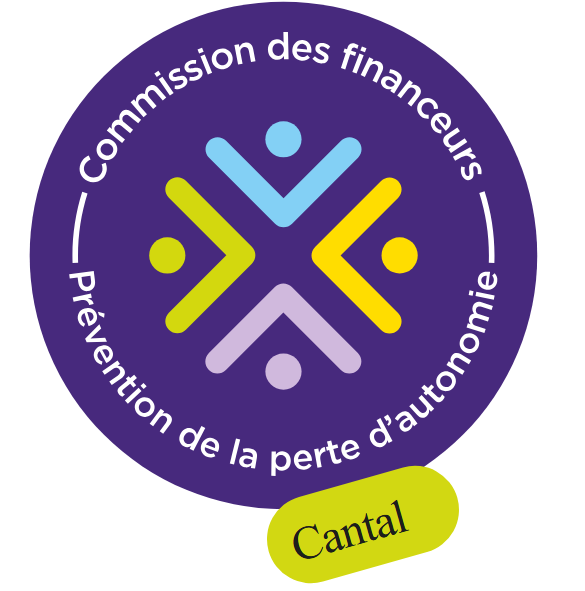 Commission des financeurs
Prévention de la perte d'autonomie
Cantal